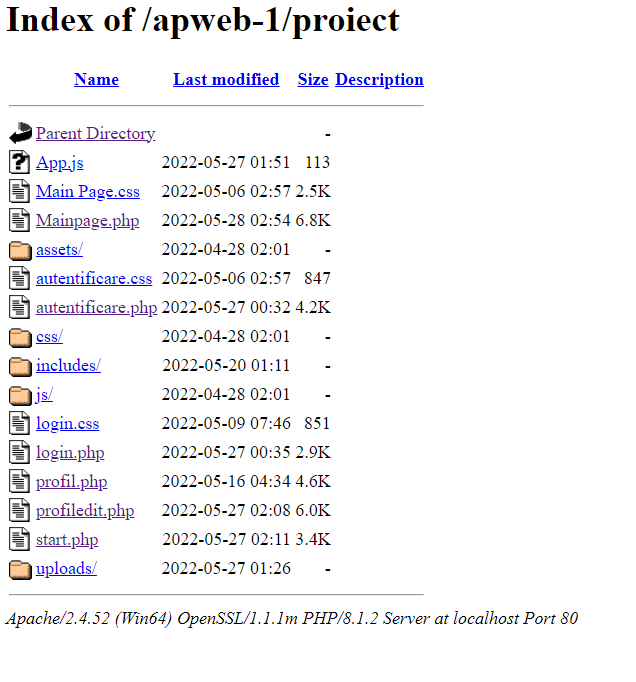 Index of /apweb-1/proiect
Name Last modified Size Description
Parent Directory -
App.js 2022-05-27 01:51 113
Main Page.css 2022-05-06 02:57 2.5K
Mainpage.php 2022-05-28 02:54 6.8K
assets/ 2022-04-28 02:01 -
autentificare.css 2022-05-06 02:57 847
autentificare.php 2022-05-27 00:32 4.2K
css/ 2022-04-28 02:01 -
includes/ 2022-05-20 01:11 -
js/ 2022-04-28 02:01 -
login.css 2022-05-09 07:46 851
login.php 2022-05-27 00:35 2.9K
profil.php 2022-05-16 04:34 4.6K
profiledit.php 2022-05-27 02:08 6.0K
start.php 2022-05-27 02:11 3.4K
uploads/ 2022-05-27 01:26 -
Apache/2.4.52 (Win64) OpenSSL/1.1.1m PHP/8.1.2 Server at localhost Port 80